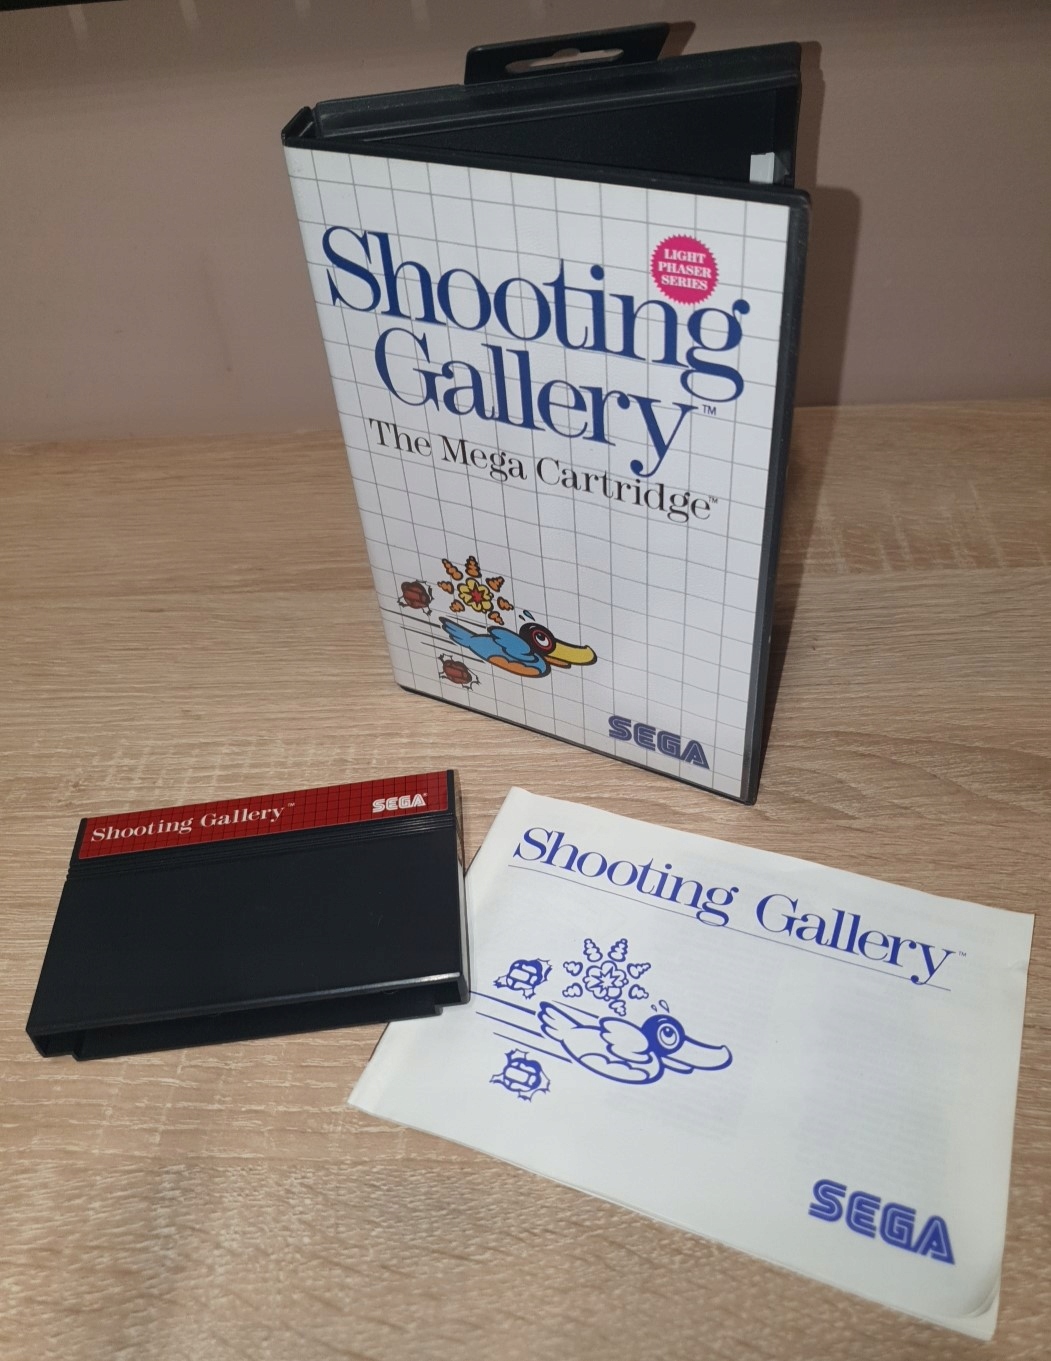 Shooting
Gallery™
LIGHT
PHASER
SERIES
The Mega Cartridge™
SEGA
Shooting Gallery™
SEGA®
Shooting Gallery™
SEGA